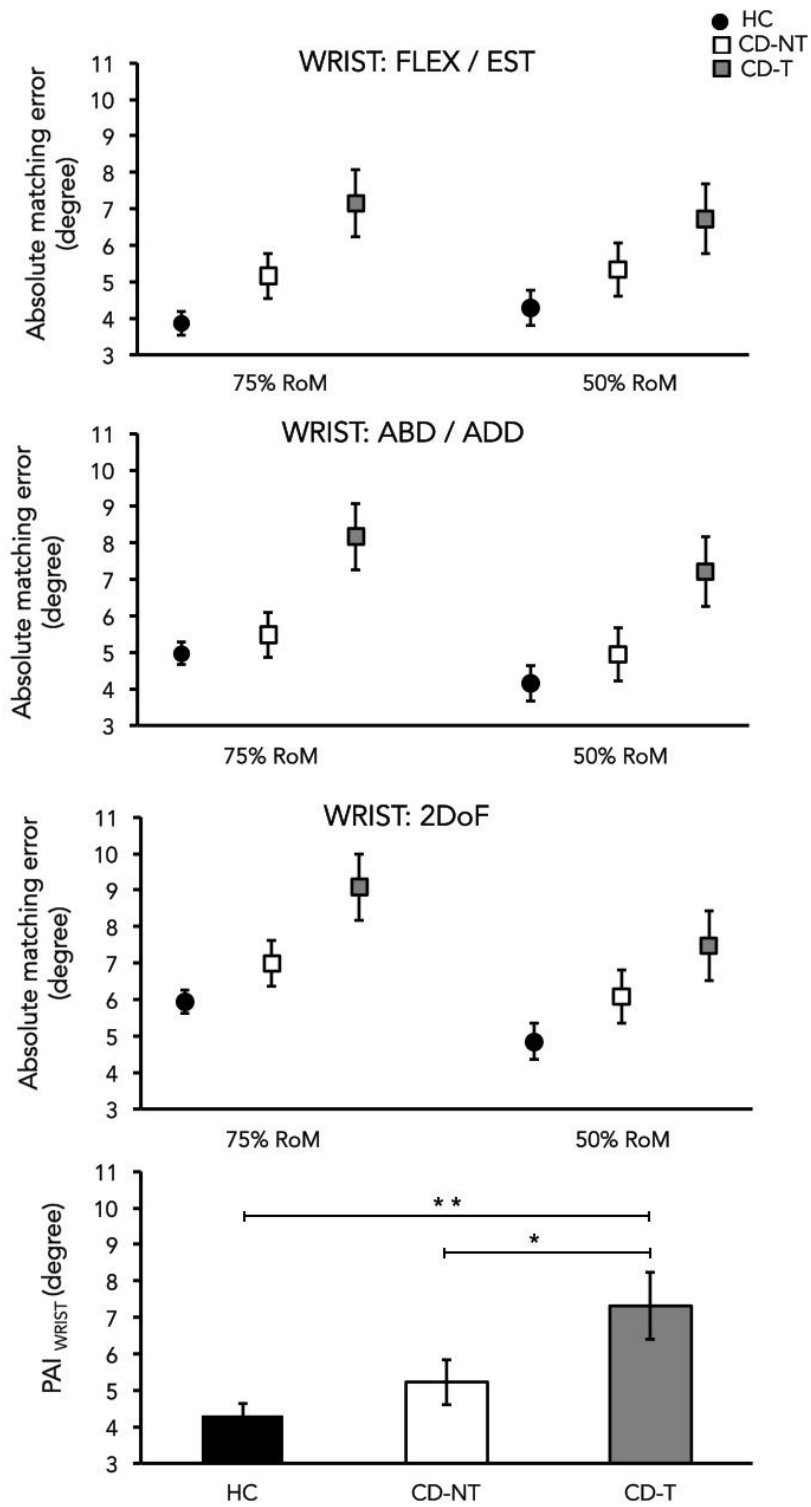 HC
CD-NT
CD-T
WRIST: FLEX / EST
Absolute matching error
(degree)
11
10
9
8
7
6
5
4
3
75% RoM
50% RoM
WRIST: ABD / ADD
Absolute matching error
(degree)
11
10
9
8
7
6
5
4
3
75% RoM
50% RoM
WRIST: 2DoF
Absolute matching error
(degree)
11
10
9
8
7
6
5
4
3
75% RoM
50% RoM
PAI WRIST (degree)
11
10
9
8
7
6
5
4
3
* *
*
HC
CD-NT
CD-T